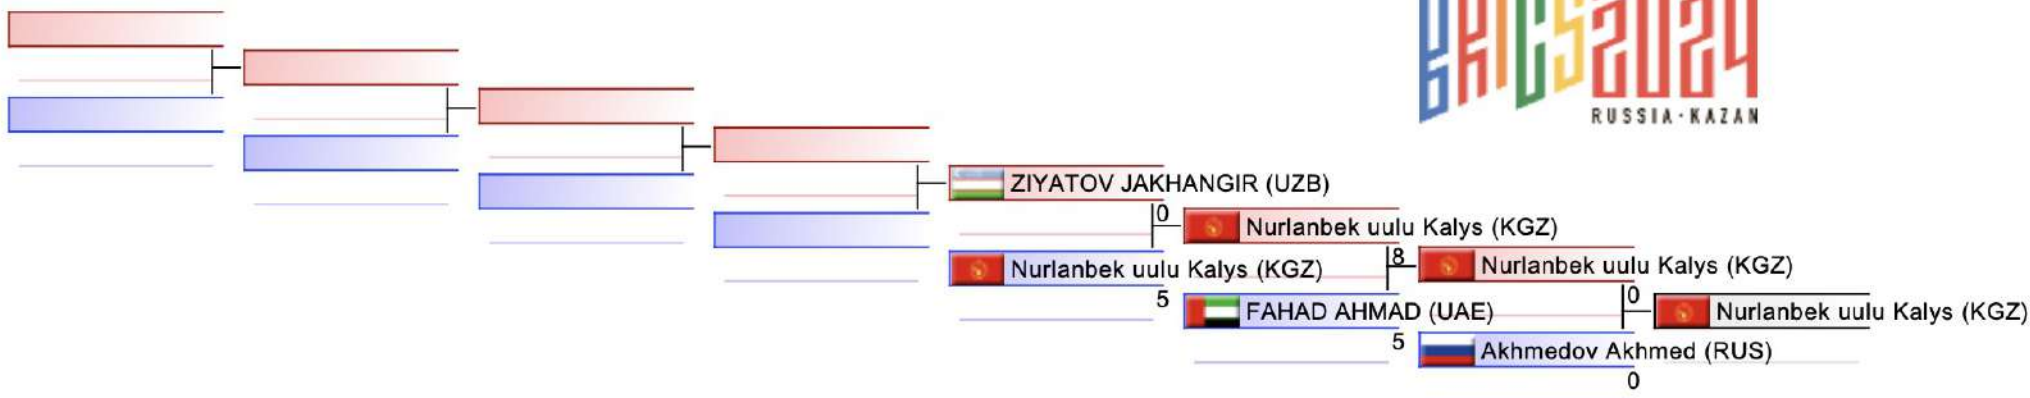 BRICS2024
RUSSIA·KAZAN
ZIYATOV JAKHANGIR (UZB)
0
Nurlanbek uulu Kalys (KGZ)
Nurlanbek uulu Kalys (KGZ)
5
8
Nurlanbek uulu Kalys (KGZ)
FAHAD AHMAD (UAE)
5
0
Nurlanbek uulu Kalys (KGZ)
Akhmedov Akhmed (RUS)
0